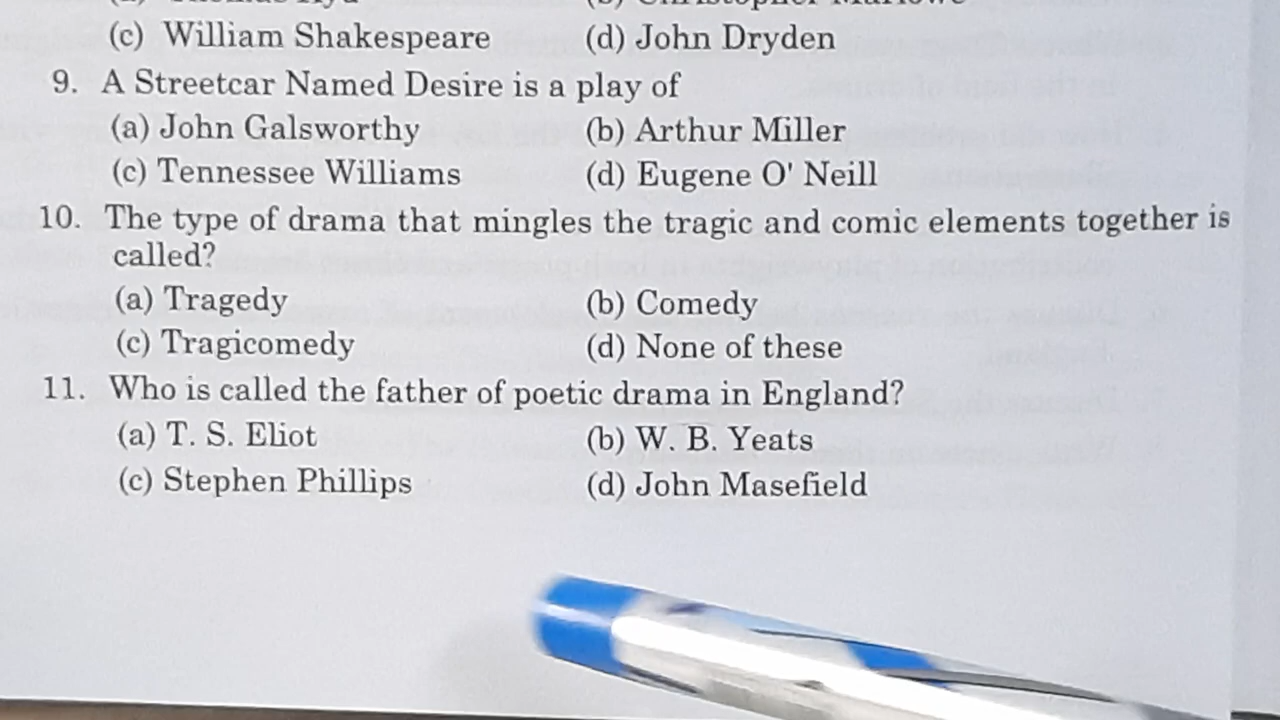 (c) William Shakespeare (d) John Dryden
9. A Streetcar Named Desire is a play of
(a) John Galsworthy (b) Arthur Miller
(c) Tennessee Williams (d) Eugene O' Neill
10. The type of drama that mingles the tragic and comic elements together is
called?
(a) Tragedy (b) Comedy
(c) Tragicomedy (d) None of these
11. Who is called the father of poetic drama in England?
(a) T. S. Eliot (b) W. B. Yeats
(c) Stephen Phillips (d) John Masefield